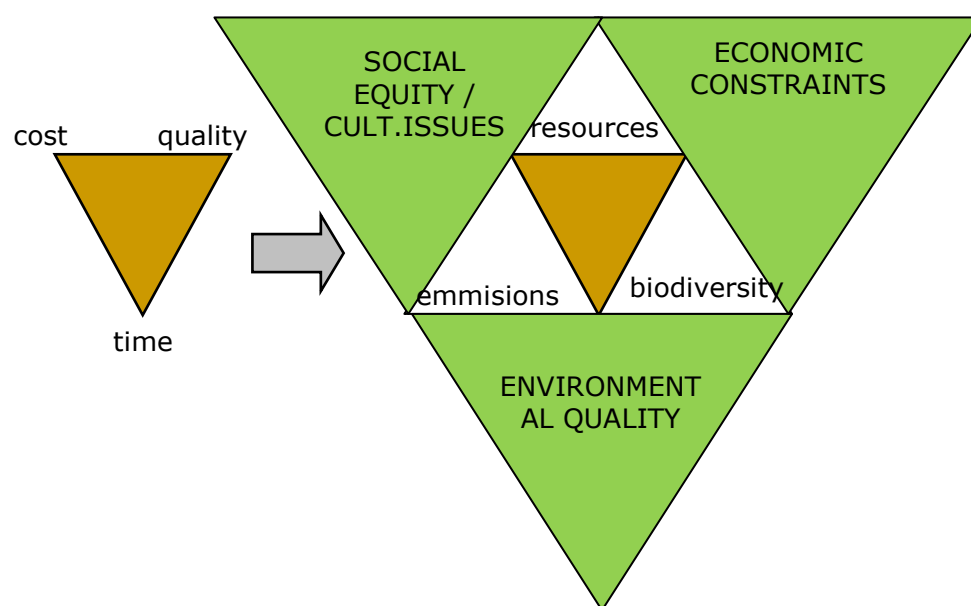 cost
quality
time
SOCIAL
EQUITY /
CULT.ISSUES
ECONOMIC
CONSTRAINTS
resources
emmisions
biodiversity
ENVIRONMENT
AL QUALITY